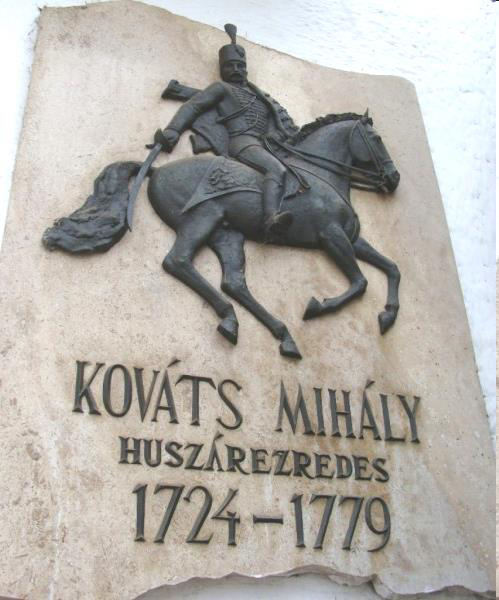 KOVÁTS MIHÁLY
HUSZÁREZREDES
1724-1779